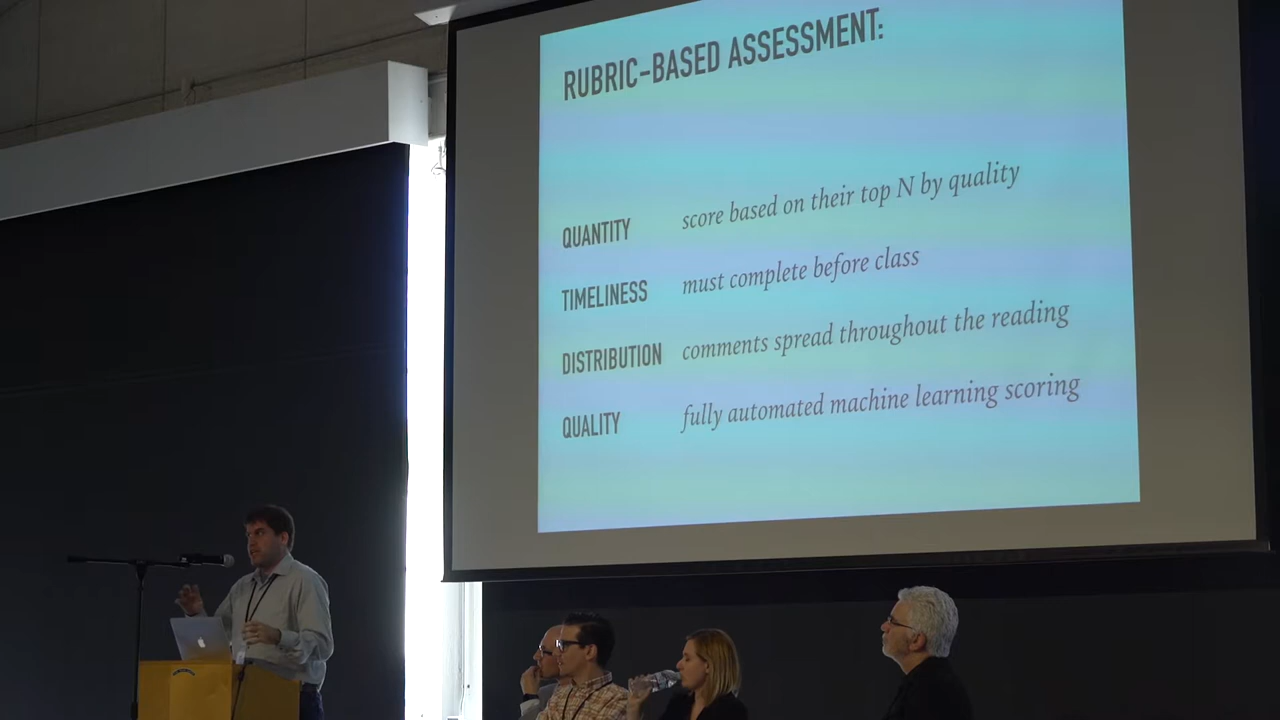 RUBRIC-BASED ASSESSMENT:
QUANTITY score based on their top N by quality
TIMELINESS must complete before class
DISTRIBUTION comments spread throughout the reading
QUALITY fully automated machine learning scoring